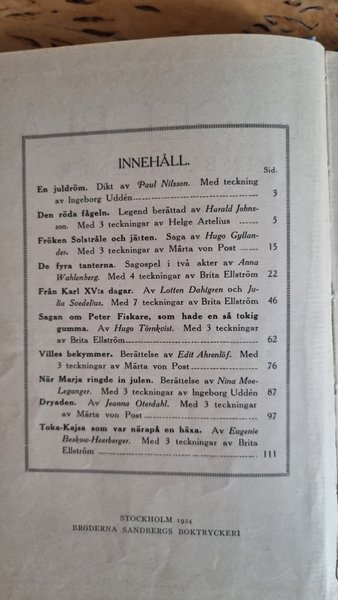 INNEHÅLL.
Sid.
En juldröm. Dikt av Paul Nilsson. Med teckning
av Ingeborg Uddén 3
Den röda fågeln. Legend berättad av Harald Johns-
son. Med 3 teckningar av Helge Artelius 5
Fröken Solstråle och jätten. Saga av Hugo Gyllan-
der. Med 3 teckningar av Märta von Post 15
De fyra tanterna. Sagospel i två akter av Anna
Wahlenberg. Med 4 teckningar av Brita Ellström 22
Från Karl XV:s dagar. Av Lotten Dahlgren och Ju-
lia Svedelius. Med 7 teckningar av Brita Ellström 46
Sagan om Peter Fiskare, som hade en så tokig
gumma. Av Hugo Törnkvist. Med 3 teckningar
av Brita Ellström 62
Villes bekymmer. Berättelse av Edit Ahrenlöf. Med
3 teckningar av Märta von Post 76
När Marja ringde in julen. Berättelse av Nina Moe-
Leganger. Med 3 teckningar av Ingeborg Uddén 87
Dryaden. Av Jeanna Oterdahl. Med 3 teckningar
av Märta von Post 97
Toka-Kajsa som var närapå en häxa. Av Eugenie
Beskow-Heerberger. Med 3 teckningar av Brita
Ellström 111
STOCKHOLM 1924
BRÖDERNA SANDBERGS BOKTRYCKERI